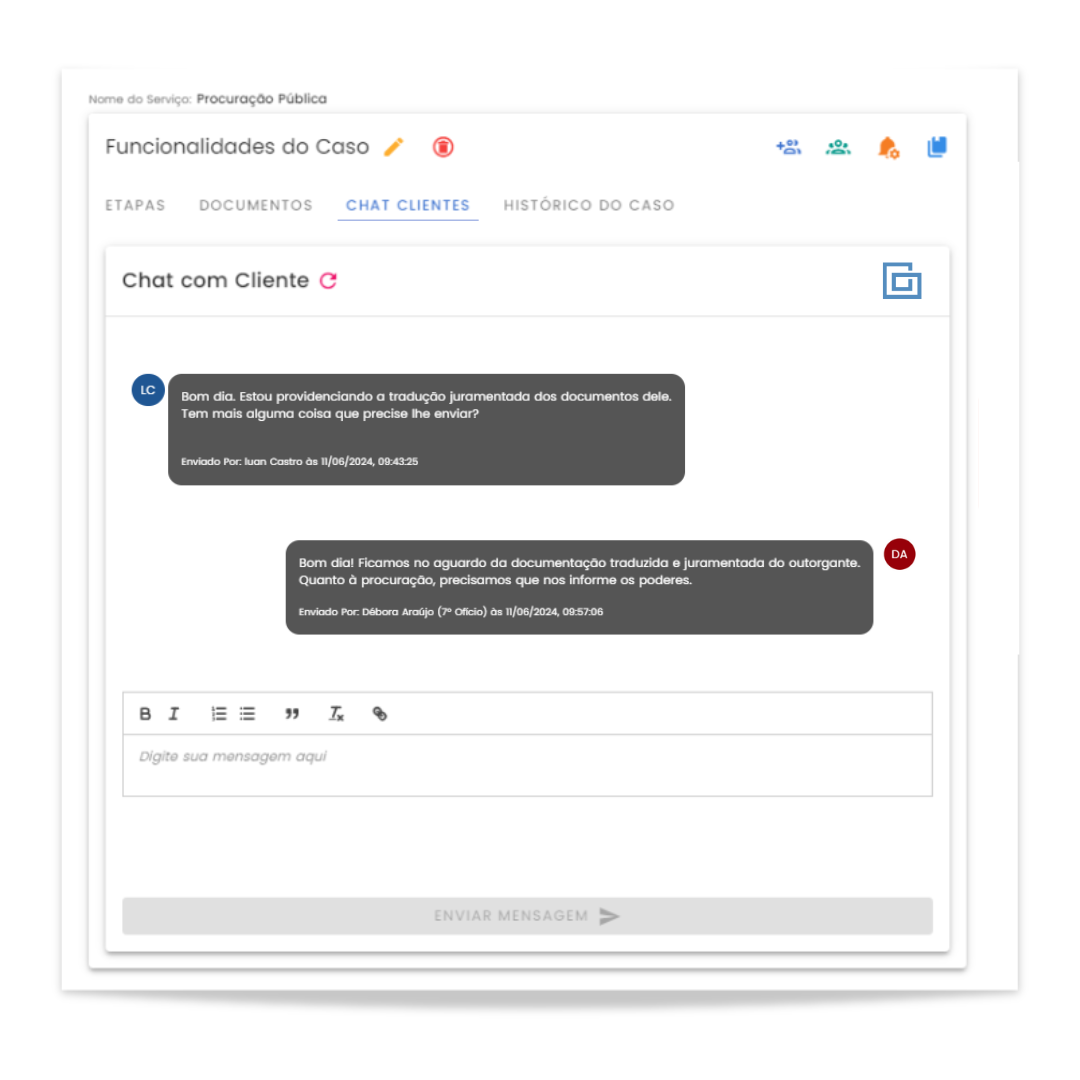 Nome do Serviço: Procuração Pública
Funcionalidades do Caso
ETAPAS DOCUMENTOS CHAT CLIENTES HISTÓRICO DO CASO
Chat com Cliente
LC
Bom dia. Estou providenciando a tradução juramentada dos documentos dele.
Tem mais alguma coisa que precise lhe enviar?
Enviado Por: luan Castro às 11/06/2024, 09:43:25
DA
Bom dia! Ficamos no aguardo da documentação traduzida e juramentada do outorgante.
Quanto à procuração, precisamos que nos informe os poderes.
Enviado Por: Débora Araújo (7º Ofício) às 11/06/2024, 09:57:06
Digite sua mensagem aqui
ENVIAR MENSAGEM